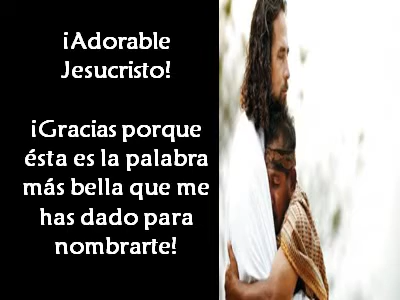 ¡Adorable
Jesucristo!
¡Gracias porque
ésta es la palabra
más bella que me
has dado para
nombrarte!